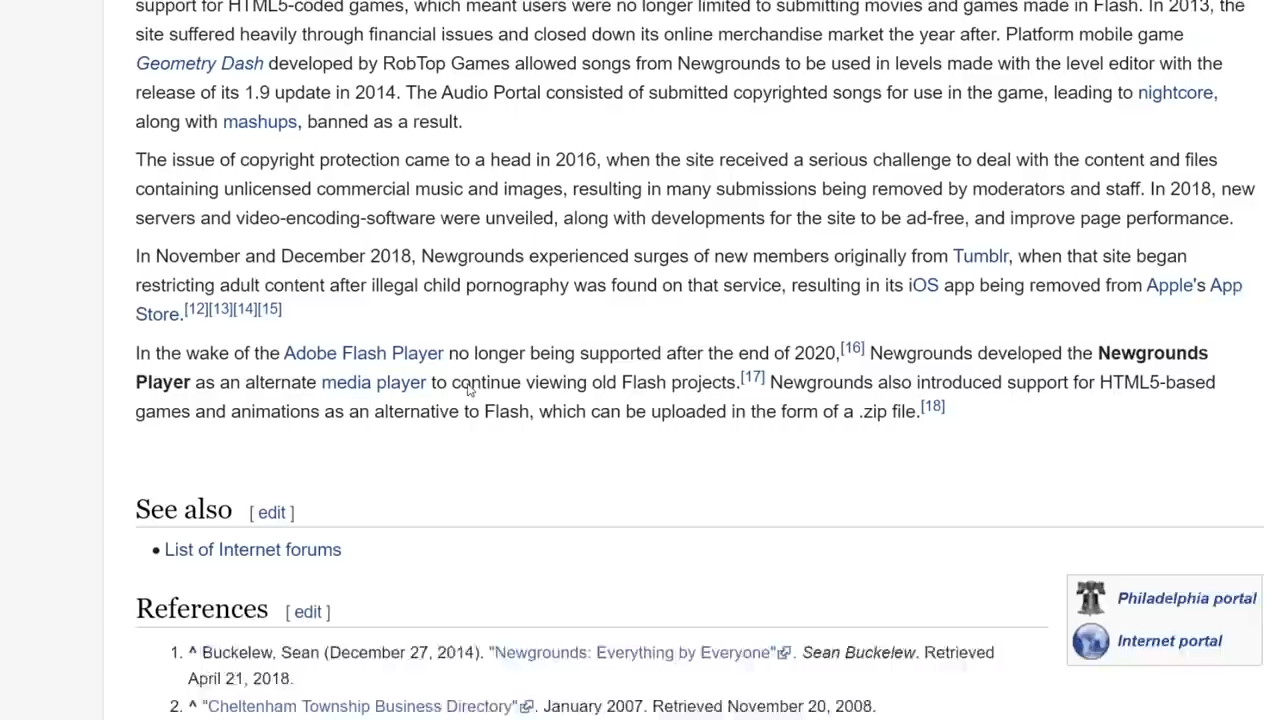 support for HTML5-coded games, which meant users were no longer limited to submitting movies and games made in Flash. In 2013, the
site suffered heavily through financial issues and closed down its online merchandise market the year after. Platform mobile game
Geometry Dash developed by RobTop Games allowed songs from Newgrounds to be used in levels made with the level editor with the
release of its 1.9 update in 2014. The Audio Portal consisted of submitted copyrighted songs for use in the game, leading to nightcore,
along with mashups, banned as a result.
The issue of copyright protection came to a head in 2016, when the site received a serious challenge to deal with the content and files
containing unlicensed commercial music and images, resulting in many submissions being removed by moderators and staff. In 2018, new
servers and video-encoding-software were unveiled, along with developments for the site to be ad-free, and improve page performance.
In November and December 2018, Newgrounds experienced surges of new members originally from Tumblr, when that site began
restricting adult content after illegal child pornography was found on that service, resulting in its iOS app being removed from Apple's App
Store.[12][13][14][15]
In the wake of the Adobe Flash Player no longer being supported after the end of 2020,[16] Newgrounds developed the Newgrounds
Player as an alternate media player to continue viewing old Flash projects.[17] Newgrounds also introduced support for HTML5-based
games and animations as an alternative to Flash, which can be uploaded in the form of a .zip file.[18]
See also [ edit ]
• List of Internet forums
Philadelphia portal
Internet portal
References [ edit ]
1. ^ Buckelew, Sean (December 27, 2014). "Newgrounds: Everything by Everyone". Sean Buckelew. Retrieved
April 21, 2018.
2. ^ "Cheltenham Township Business Directory". January 2007. Retrieved November 20, 2008.